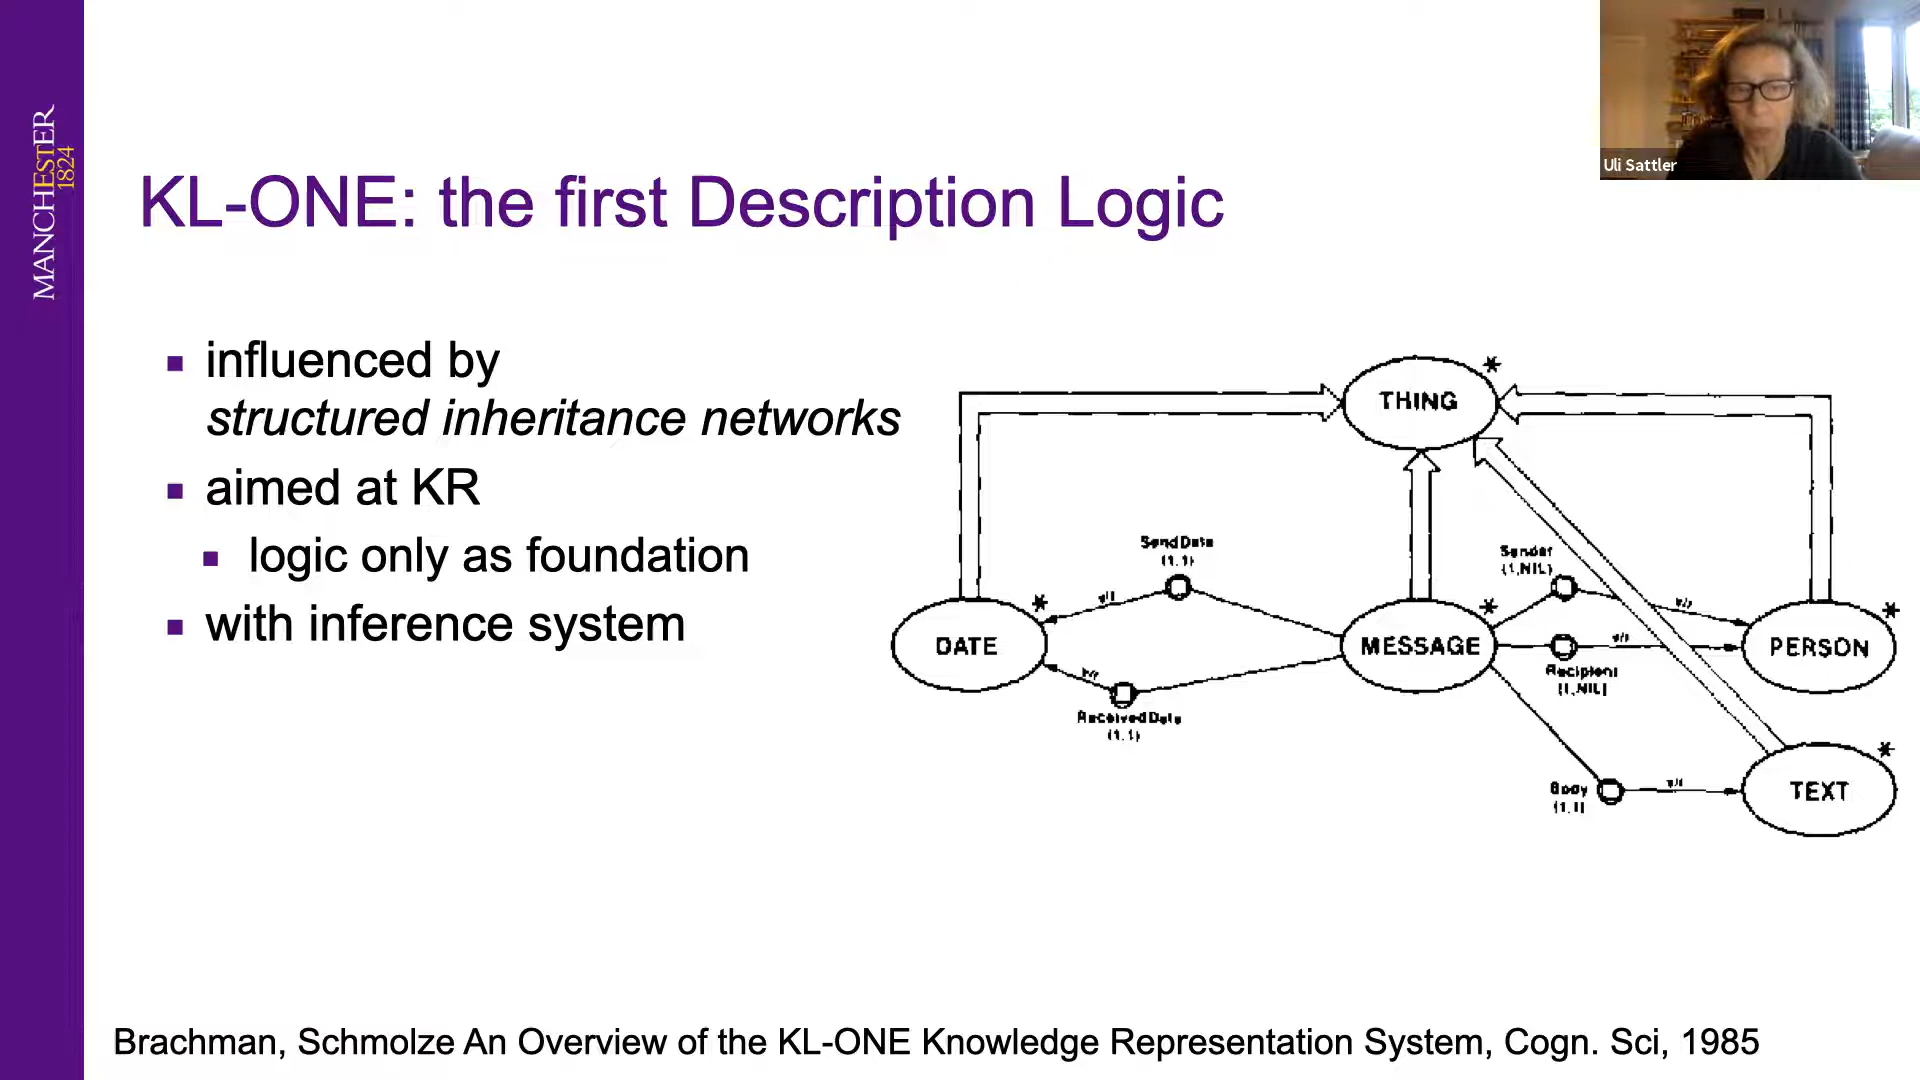 MANCHESTER
1824
Uli Sattler
KL-ONE: the first Description Logic
influenced by
structured inheritance networks
aimed at KR
logic only as foundation
with inference system
THING
SendDate
(1,1)
Sender
(1,NIL)
v/r
v/r
DATE
MESSAGE
v/r
PERSON
v/r
Recipient
(1,NIL)
ReceivedDate
(1,1)
Body
(1,1)
v/r
TEXT
Brachman, Schmolze An Overview of the KL-ONE Knowledge Representation System, Cogn. Sci, 1985